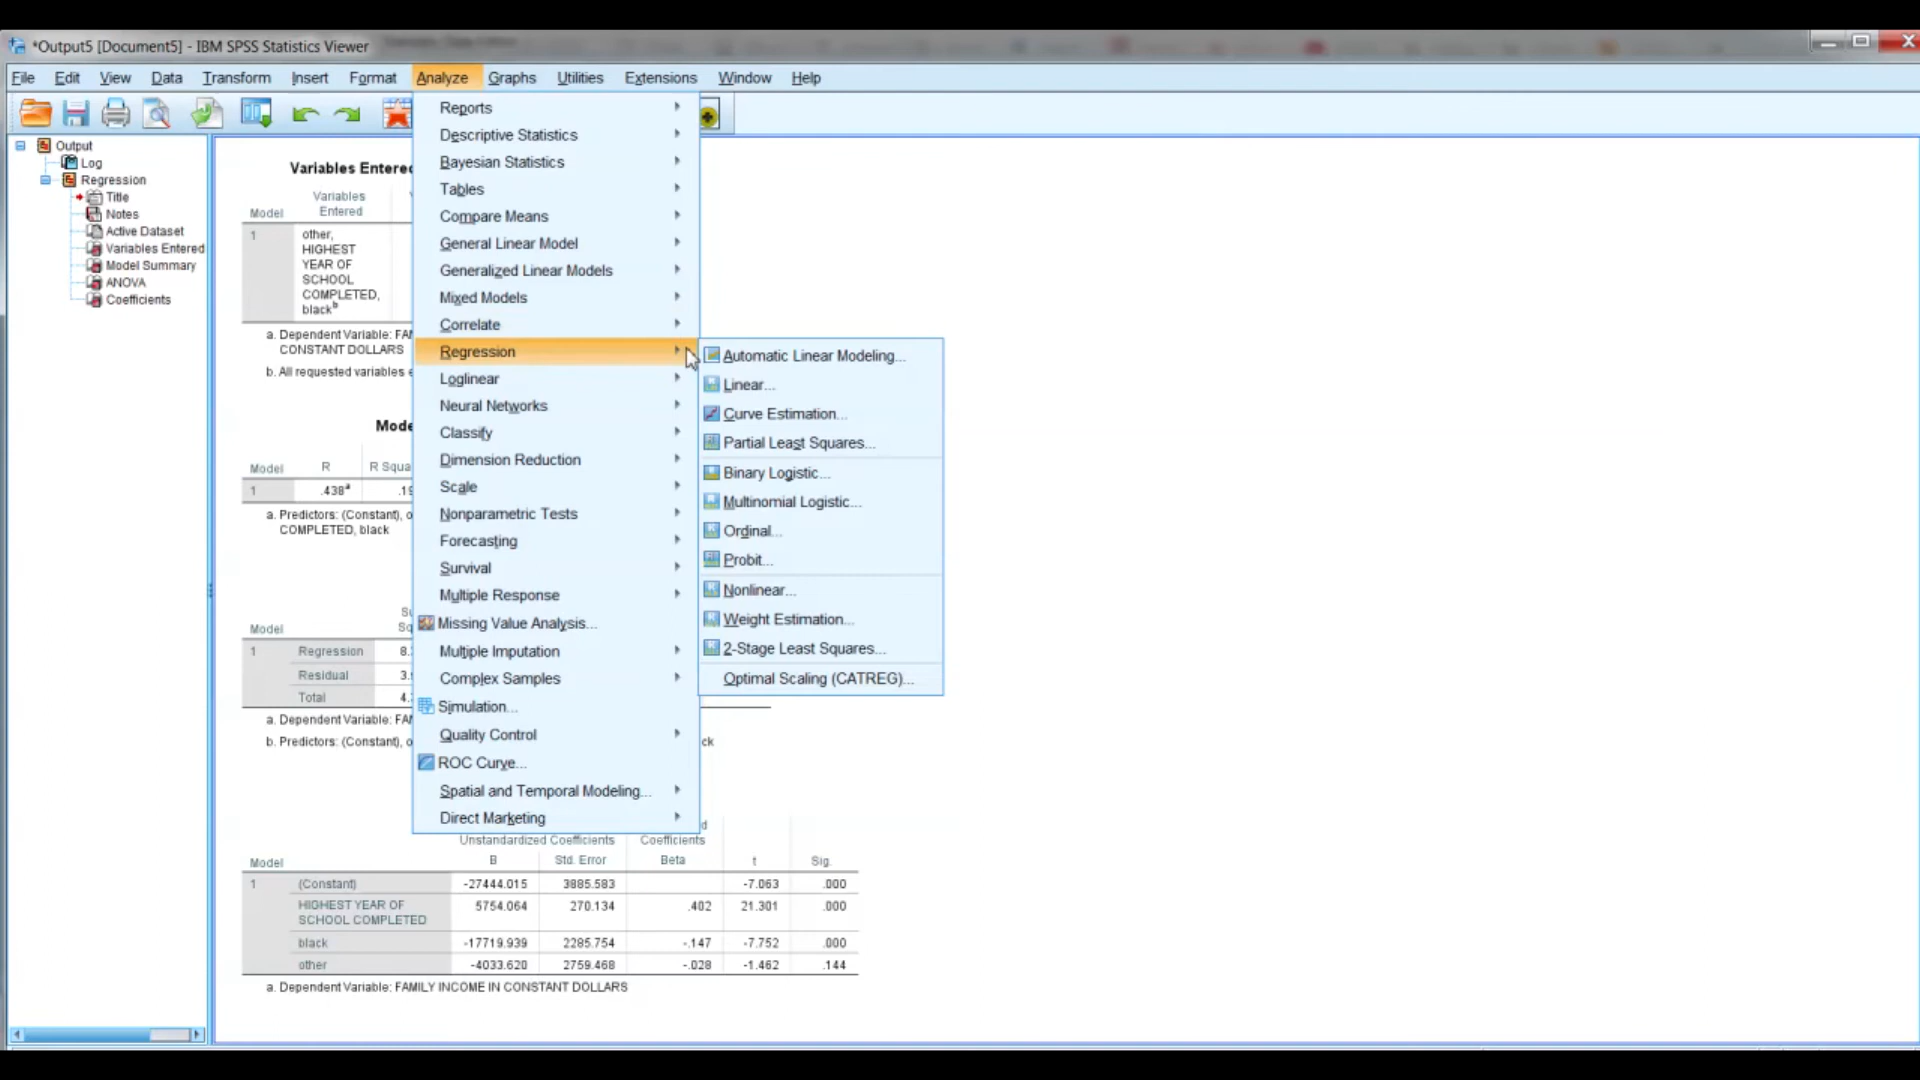 *Output5 [Document5] - IBM SPSS Statistics Viewer
File Edit View Data Transform Insert Format Analyze Graphs Utilities Extensions Window Help
Output
Log
Regression
Title
Notes
Active Dataset
Variables Entered
Model Summary
ANOVA
Coefficients
Reports
Descriptive Statistics
Bayesian Statistics
Tables
Compare Means
General Linear Model
Generalized Linear Models
Mixed Models
Correlate
Regression
Loglinear
Neural Networks
Classify
Dimension Reduction
Scale
Nonparametric Tests
Forecasting
Survival
Multiple Response
Missing Value Analysis...
Multiple Imputation
Complex Samples
Simulation...
Quality Control
ROC Curve...
Spatial and Temporal Modeling...
Direct Marketing
Automatic Linear Modeling...
Linear...
Curve Estimation...
Partial Least Squares...
Binary Logistic...
Multinomial Logistic...
Ordinal...
Probit...
Nonlinear...
Weight Estimation...
2-Stage Least Squares...
Optimal Scaling (CATREG)...
Variables Entered
Variables
Model Entered
1 other,
HIGHEST
YEAR OF
SCHOOL
COMPLETED,
black b
a. Dependent Variable: FA
CONSTANT DOLLARS
b. All requested variables e
Mode
Model R R Squa
1 .438 a .19
a. Predictors: (Constant), o
COMPLETED, black
Su
Model Sq
1 Regression 8.
Residual 3.
Total 4.
a. Dependent Variable: FA
b. Predictors: (Constant), o ck
d
Unstandardized Coefficients Coefficients
Model B Std. Error Beta t Sig.
1 (Constant) -27444.015 3885.583 -7.063 .000
HIGHEST YEAR OF
SCHOOL COMPLETED 5754.064 270.134 .402 21.301 .000
black -17719.939 2285.754 -.147 -7.752 .000
other -4033.620 2759.468 -.028 -1.462 .144
a. Dependent Variable: FAMILY INCOME IN CONSTANT DOLLARS